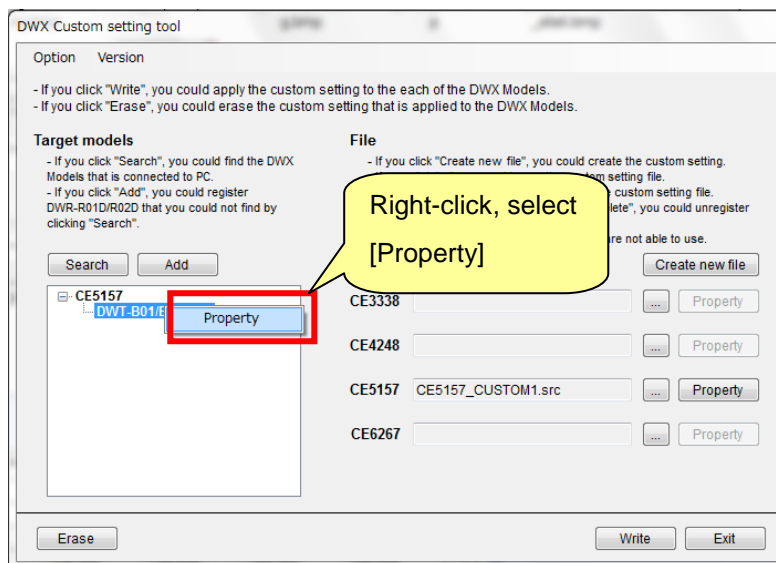 DWX Custom setting tool
Option Version
- If you click "Write", you could apply the custom setting to the each of the DWX Models.
- If you click "Erase", you could erase the custom setting that is applied to the DWX Models.
Target models
- If you click "Search", you could find the DWX
Models that is connected to PC.
- If you click "Add", you could register
DWR-R01D/R02D that you could not find by
clicking "Search".
Search Add
CE5157
DWT-B01/
Property
File
- If you click "Create new file", you could create the custom setting.
setting file.
custom setting file.
", you could unregister
not able to use.
Right-click, select
[Property]
Create new file
CE3338 ... Property
CE4248 ... Property
CE5157 CE5157_CUSTOM1.src ... Property
CE6267 ... Property
Erase Write Exit